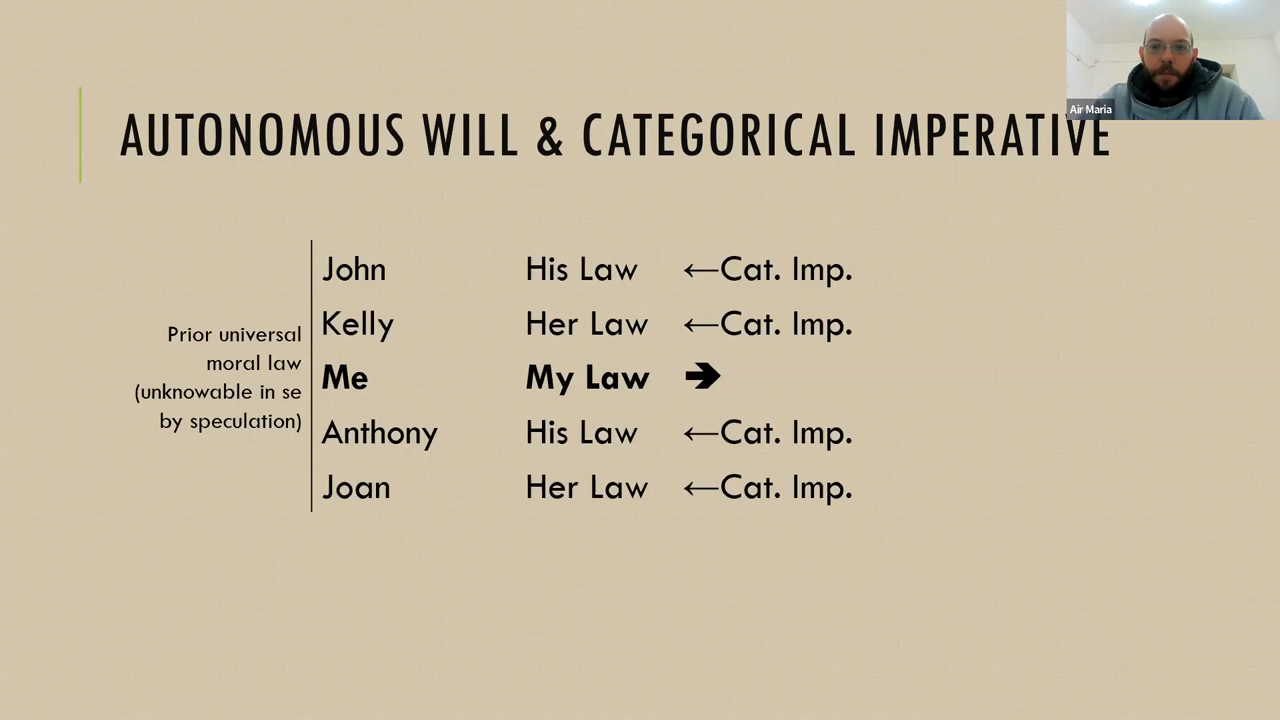 Air Maria
AUTONOMOUS WILL & CATEGORICAL IMPERATIVE
Prior universal
moral law
(unknowable in se
by speculation)
John His Law ←Cat. Imp.
Kelly Her Law ←Cat. Imp.
Me My Law ➔
Anthony His Law ←Cat. Imp.
Joan Her Law ←Cat. Imp.